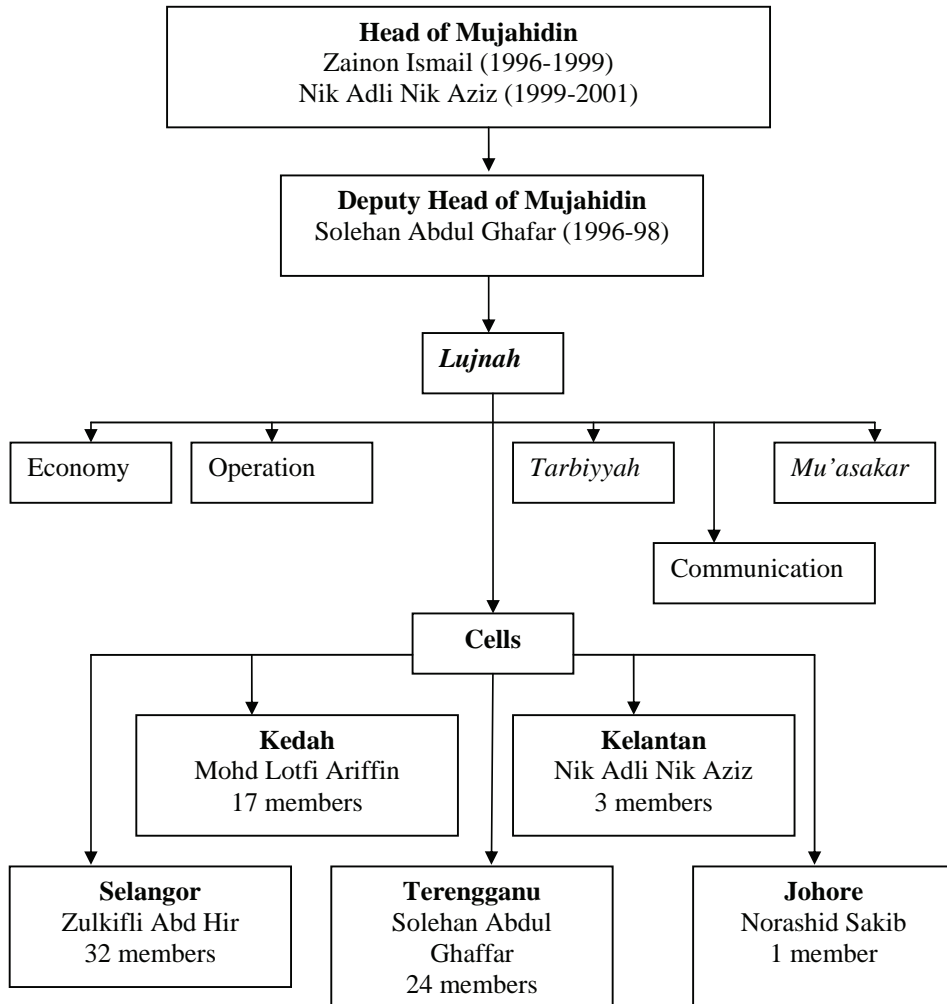 Head of Mujahidin
Zainon Ismail (1996-1999)
Nik Adli Nik Aziz (1999-2001)
Deputy Head of Mujahidin
Solehan Abdul Ghafar (1996-98)
Lujnah
Economy
Operation
Tarbiyyah
Mu’asakar
Communication
Cells
Kedah
Mohd Lotfi Ariffin
17 members
Kelantan
Nik Adli Nik Aziz
3 members
Selangor
Zulkifli Abd Hir
32 members
Terengganu
Solehan Abdul
Ghaffar
24 members
Johore
Norashid Sakib
1 member